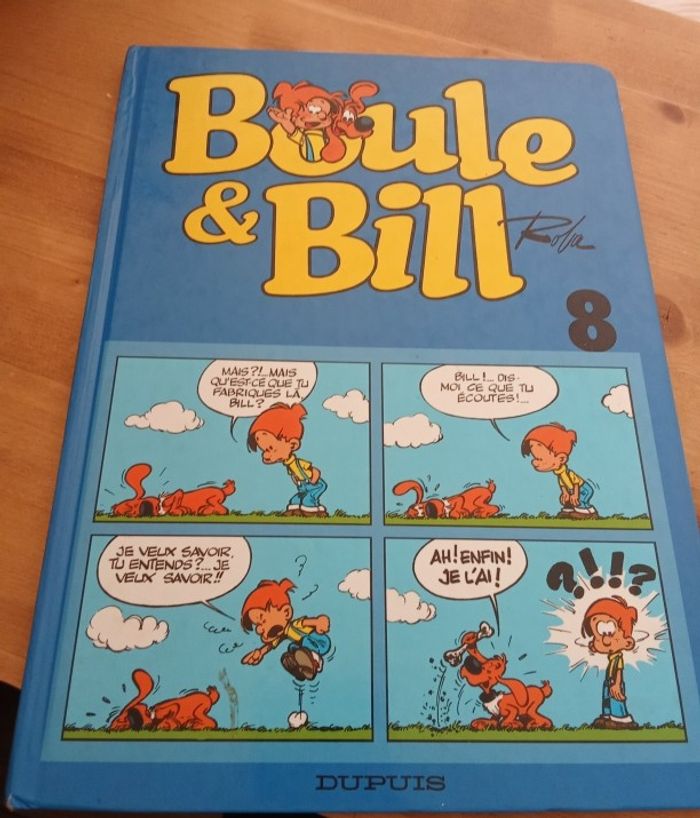 Boule
& Bill
Roba
8
MAIS?!...MAIS
QU'EST-CE QUE TU
FABRIQUES LÀ
BILL?
BILL!... DIS-
MOI CE QUE TU
ÉCOUTES!...
JE VEUX SAVOIR,
TU ENTENDS?... JE
VEUX SAVOIR!!
?
?
AH! ENFIN!
JE L'AI!
?!!?
DUPUIS